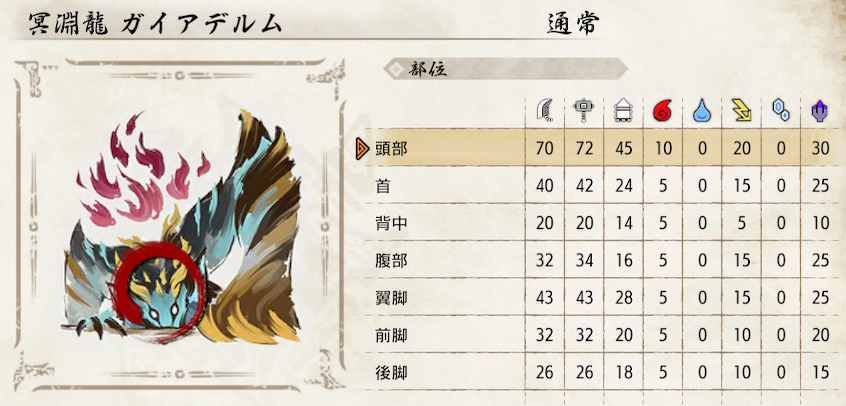 冥淵龍 ガイアデルム 通常
部位
頭部 70 72 45 10 0 20 0 30
首 40 42 24 5 0 15 0 25
背中 20 20 14 5 0 5 0 10
腹部 32 34 16 5 0 15 0 25
翼脚 43 43 28 5 0 15 0 25
前脚 32 32 20 5 0 10 0 20
後脚 26 26 18 5 0 10 0 15